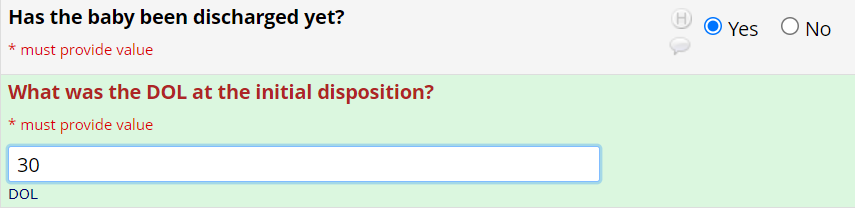 Has the baby been discharged yet?
H
Yes
No
* must provide value
What was the DOL at the initial disposition?
* must provide value
30
DOL